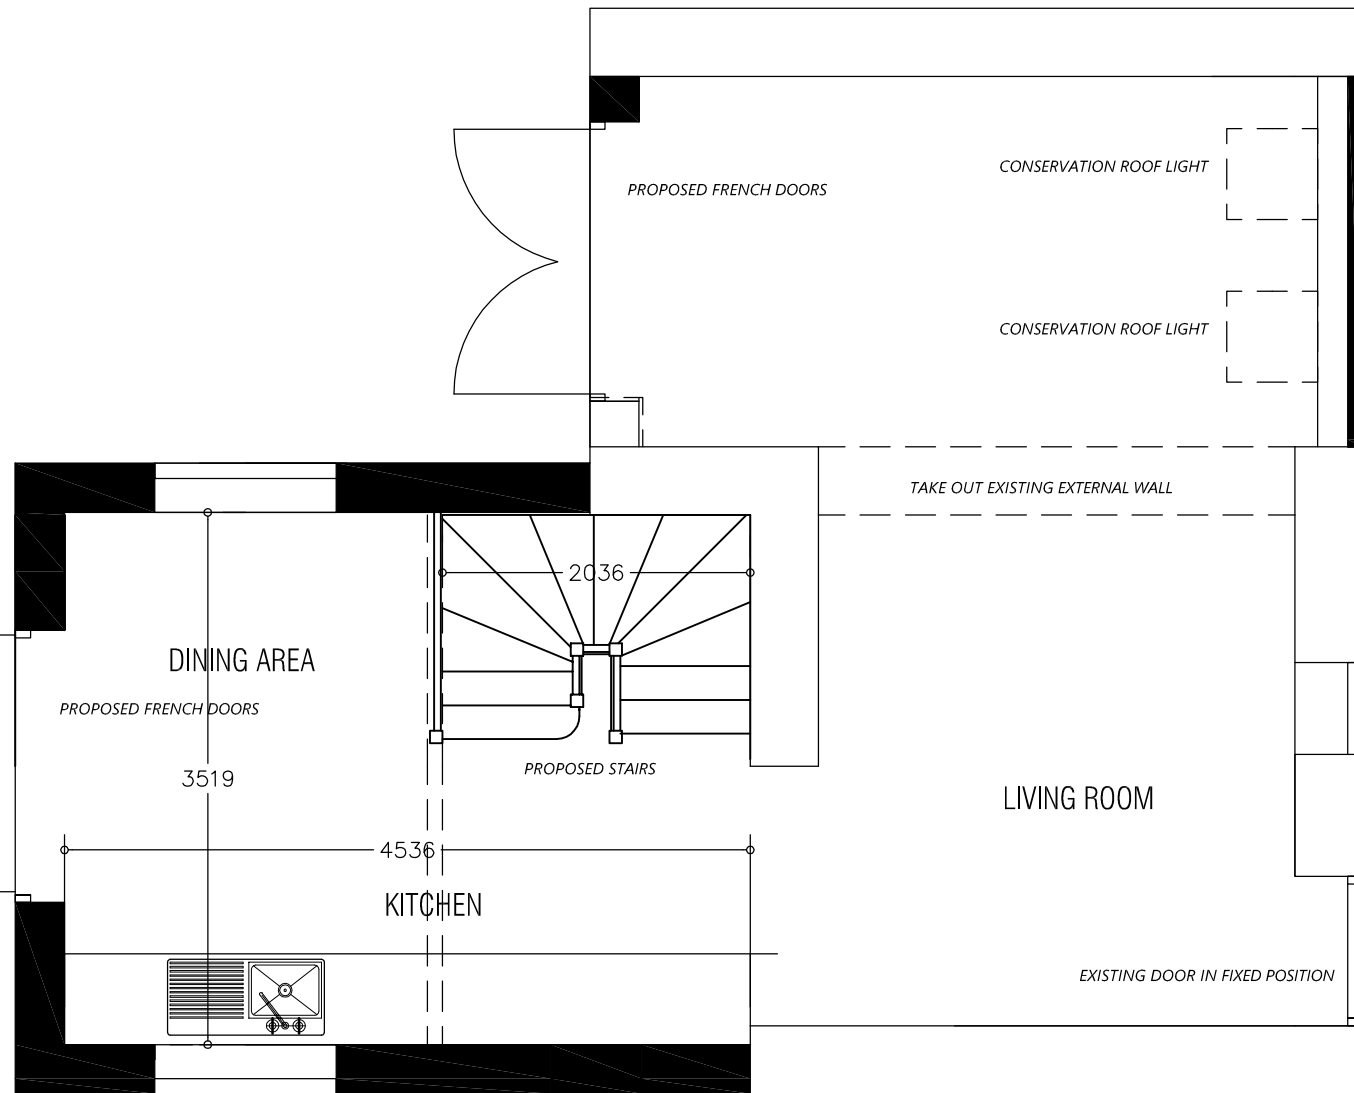 CONSERVATION ROOF LIGHT
PROPOSED FRENCH DOORS
CONSERVATION ROOF LIGHT
TAKE OUT EXISTING EXTERNAL WALL
2036
DINING AREA
PROPOSED FRENCH DOORS
PROPOSED STAIRS
3519
LIVING ROOM
4536
KITCHEN
EXISTING DOOR IN FIXED POSITION